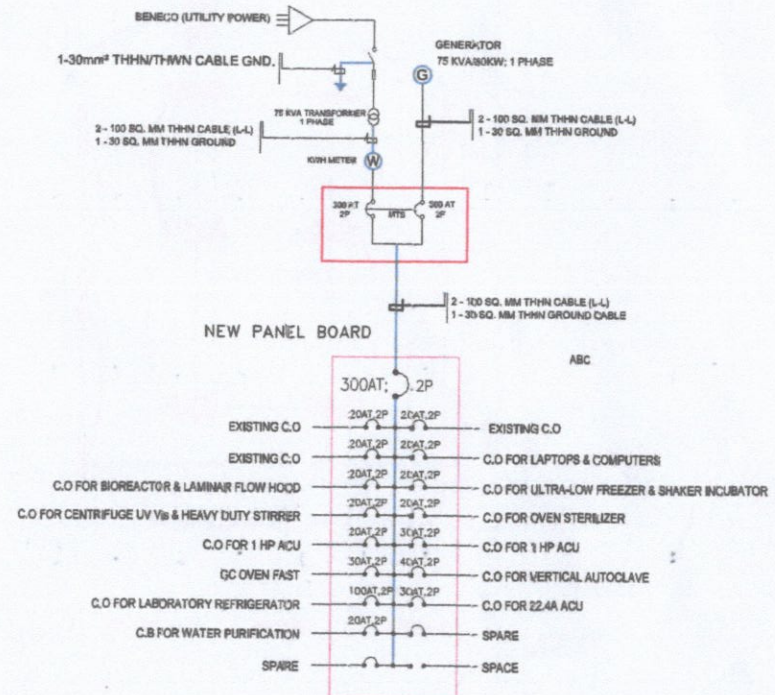 BENECO (UTILITY POWER)
1-30mm² THHN/THWN CABLE GND.
GENERATOR
75 KVA/80KW; 1 PHASE
G
75 KVA TRANSFORMER
1 PHASE
2 - 100 SQ. MM THHN CABLE (L-L)
1 - 30 SQ. MM THHN GROUND
2 - 100 SQ. MM THHN CABLE (L-L)
1 - 30 SQ. MM THHN GROUND
KWH METER
W
300 AT
2P
MTS
300 AT
2P
2 - 100 SQ. MM THHN CABLE (L-L)
1 - 30 SQ. MM THHN GROUND CABLE
NEW PANEL BOARD
ABC
300AT; 2P
EXISTING C.O 20AT,2P 20AT,2P EXISTING C.O
EXISTING C.O 20AT,2P 20AT,2P C.O FOR LAPTOPS & COMPUTERS
C.O FOR BIOREACTOR & LAMINAR FLOW HOOD 20AT,2P 20AT,2P C.O FOR ULTRA-LOW FREEZER & SHAKER INCUBATOR
C.O FOR CENTRIFUGE UV Vis & HEAVY DUTY STIRRER 20AT,2P 20AT,2P C.O FOR OVEN STERILIZER
C.O FOR 1 HP ACU 20AT,2P 30AT,2P C.O FOR 1 HP ACU
GC OVEN FAST 30AT,2P 40AT,2P C.O FOR VERTICAL AUTOCLAVE
C.O FOR LABORATORY REFRIGERATOR 100AT,2P 30AT,2P C.O FOR 22.4A ACU
C.B FOR WATER PURIFICATION 20AT,2P SPARE
SPARE SPACE